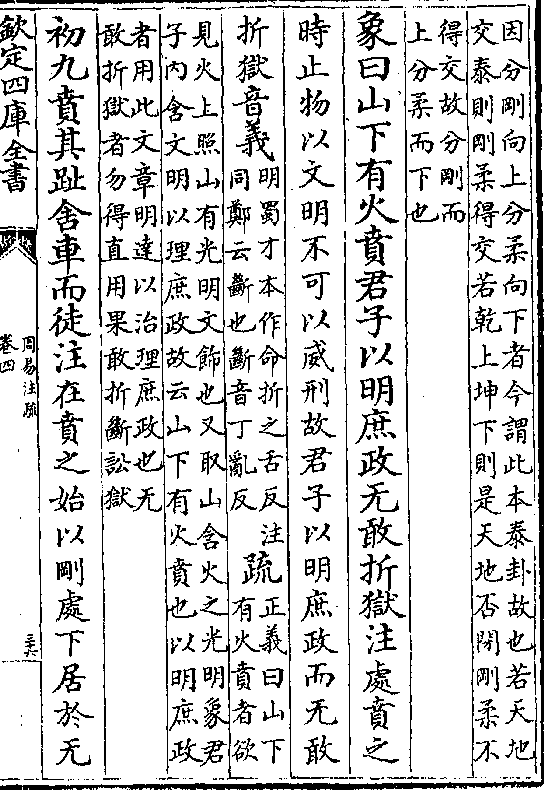 因分剛向上分柔向下者今謂此本泰卦故也若天地
交泰則剛柔得交若乾上坤下則是天地否閉剛柔不
得交故分剛而
上分柔而下也
象曰山下有火賁君子以明庶政无敢折獄注處賁之
時止物以文明不可以威刑故君子以明庶政而无敢
折獄音義
明蜀才本作命折之舌反注
同鄭云斷也斷音丁亂反
疏
正義曰山下
有火賁者欲
見火上照山有光明文飾也又取山含火之光明象君
子內含文明以理庶政故云山下有火賁也以明庶政
者用此文章明達以治理庶政也无
敢折獄者勿得直用果敢折斷訟獄
初九賁其趾舍車而徒注在賁之始以剛處下居於无
欽定四庫全書
周易注疏
卷四
三六